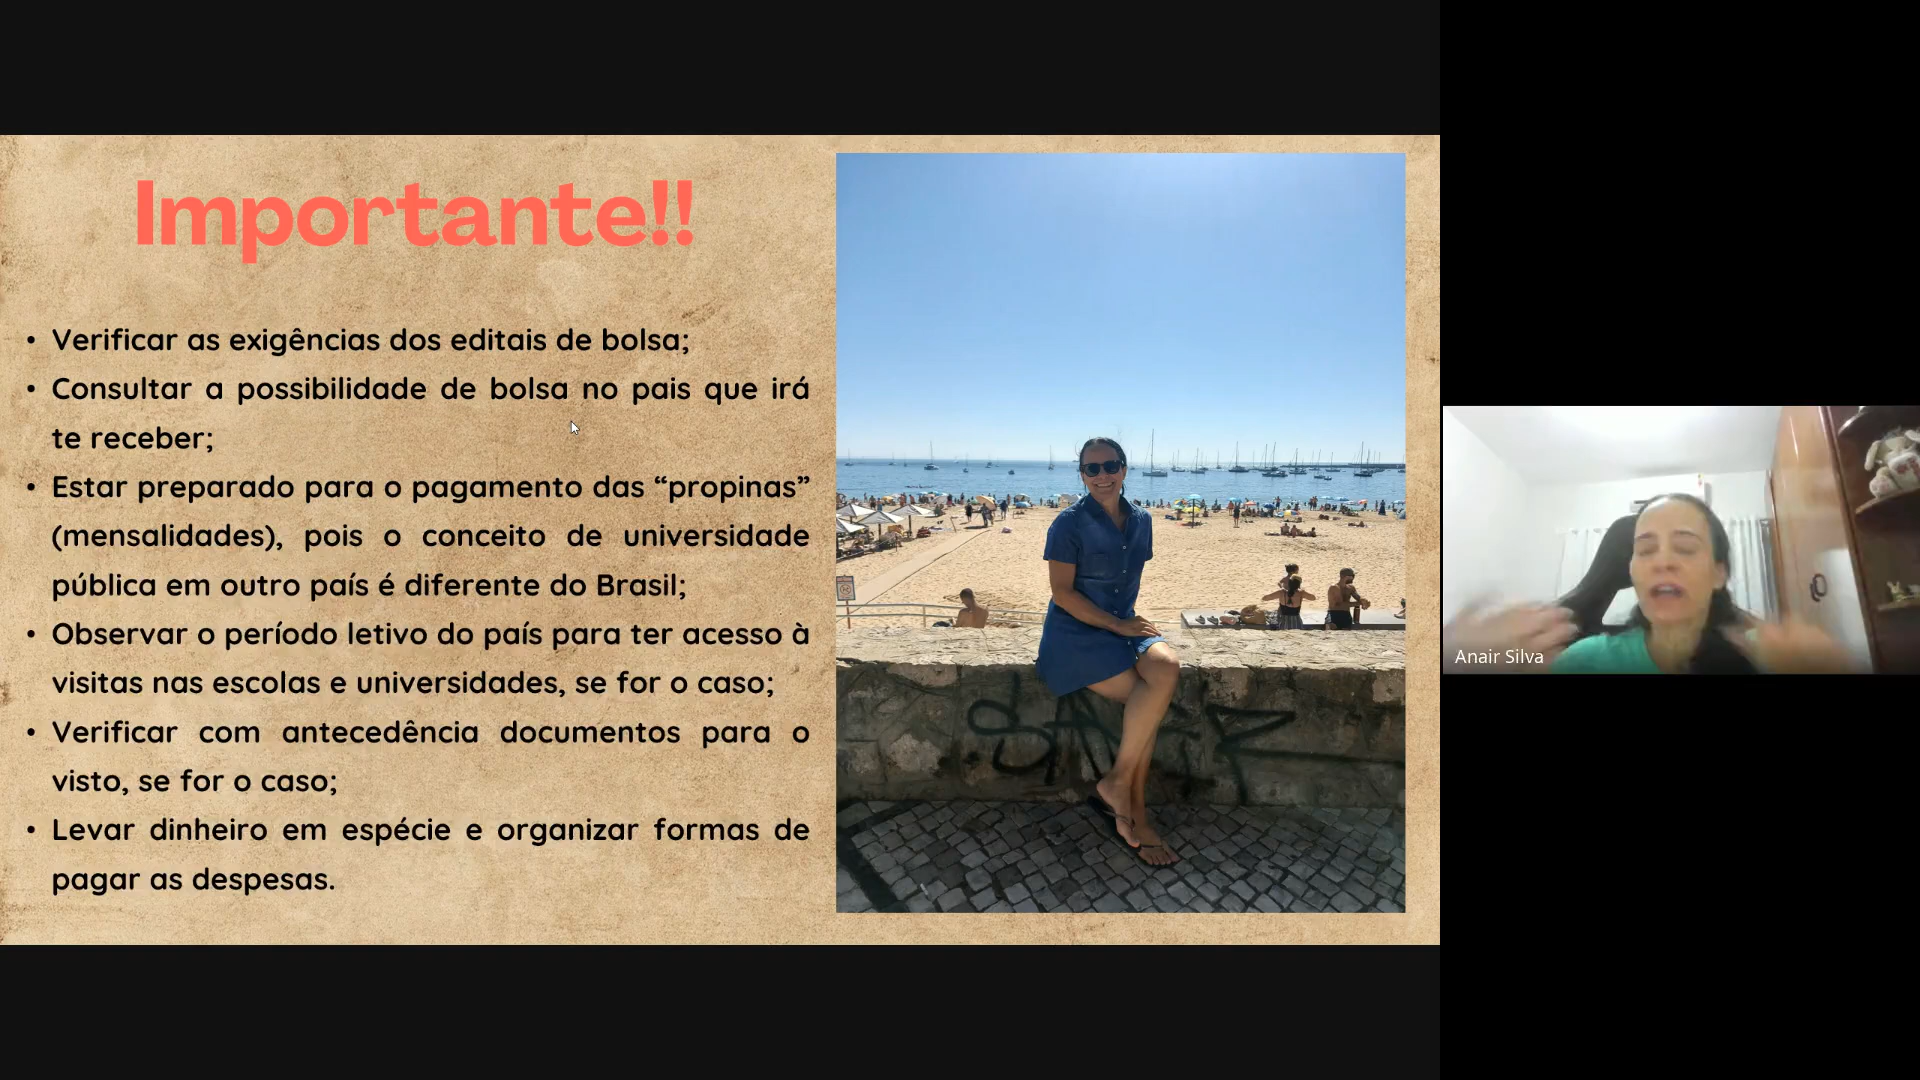 Importante!!
• Verificar as exigências dos editais de bolsa;
• Consultar a possibilidade de bolsa no pais que irá
te receber;
• Estar preparado para o pagamento das “propinas”
(mensalidades), pois o conceito de universidade
pública em outro país é diferente do Brasil;
• Observar o período letivo do país para ter acesso à
visitas nas escolas e universidades, se for o caso;
• Verificar com antecedência documentos para o
visto, se for o caso;
• Levar dinheiro em espécie e organizar formas de
pagar as despesas.
Anair Silva